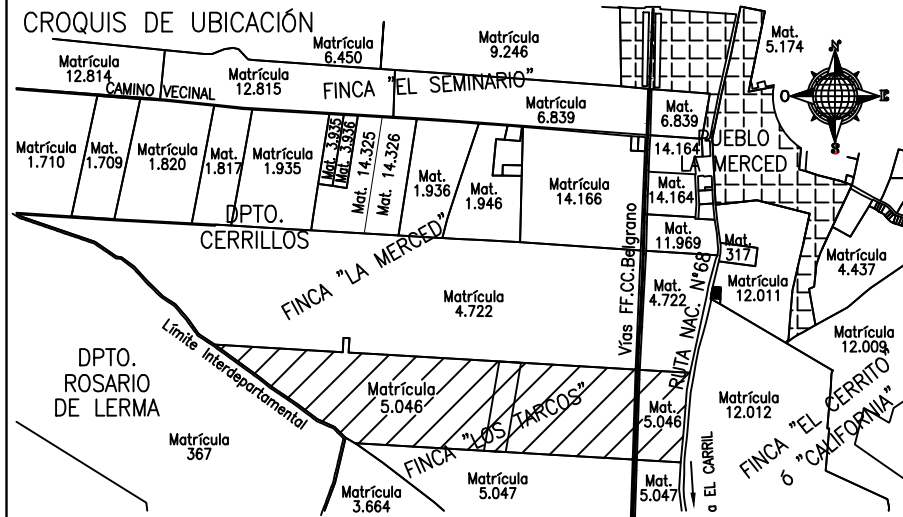 CROQUIS DE UBICACIÓN
Matrícula
6.450
Matrícula
9.246
Mat.
5.174
Matrícula
12.814
Matrícula
12.815
CAMINO VECINAL
FINCA "EL SEMINARIO"
Matrícula
6.839
Mat.
6.839
N
O
E
S
Matrícula
1.710
Mat.
1.709
Matrícula
1.820
Mat.
1.817
Matrícula
1.935
Mat. 3.935
Mat. 3.936
Mat. 14.325
Mat. 14.326
Mat.
1.936
Mat.
1.946
Matrícula
14.166
14.164
Mat.
14.164
PUEBLO
LA MERCED
DPTO.
CERRILLOS
FINCA "LA MERCED"
Mat.
11.969
Mat.
317
Matrícula
4.437
Matrícula
12.011
Matrícula
4.722
Mat.
4.722
Vías FF.CC.Belgrano
RUTA NAC. N°68
Matrícula
12.009
Límite Interdepartamental
DPTO.
ROSARIO
DE LERMA
Matrícula
5.046
Mat.
5.046
Matrícula
12.012
FINCA "LOS TARCOS"
FINCA "EL CERRITO"
ó "CALIFORNIA"
Matrícula
367
Matrícula
3.664
Matrícula
5.047
Mat.
5.047
a EL CARRIL